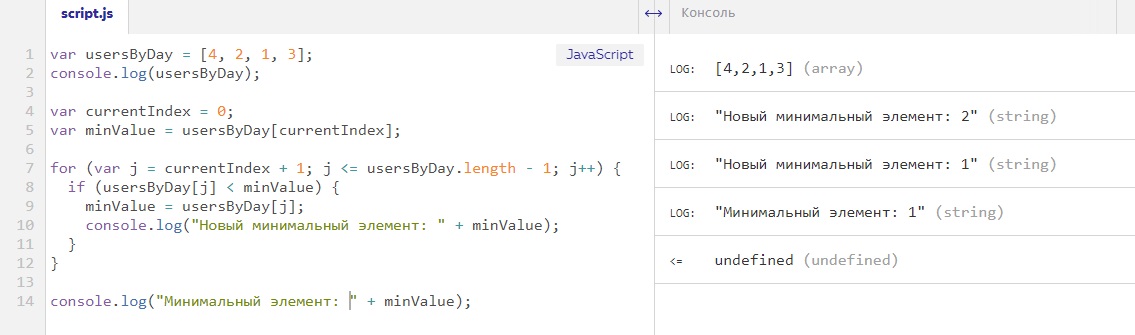 script.js
↔ Консоль
JavaScript
1 var usersByDay = [4, 2, 1, 3];
2 console.log(usersByDay);
3
4 var currentIndex = 0;
5 var minValue = usersByDay[currentIndex];
6
7 for (var j = currentIndex + 1; j <= usersByDay.length - 1; j++) {
8 if (usersByDay[j] < minValue) {
9 minValue = usersByDay[j];
10 console.log("Новый минимальный элемент: " + minValue);
11 }
12 }
13
14 console.log("Минимальный элемент: " + minValue);
LOG: [4,2,1,3] (array)
LOG: "Новый минимальный элемент: 2" (string)
LOG: "Новый минимальный элемент: 1" (string)
LOG: "Минимальный элемент: 1" (string)
<= undefined (undefined)